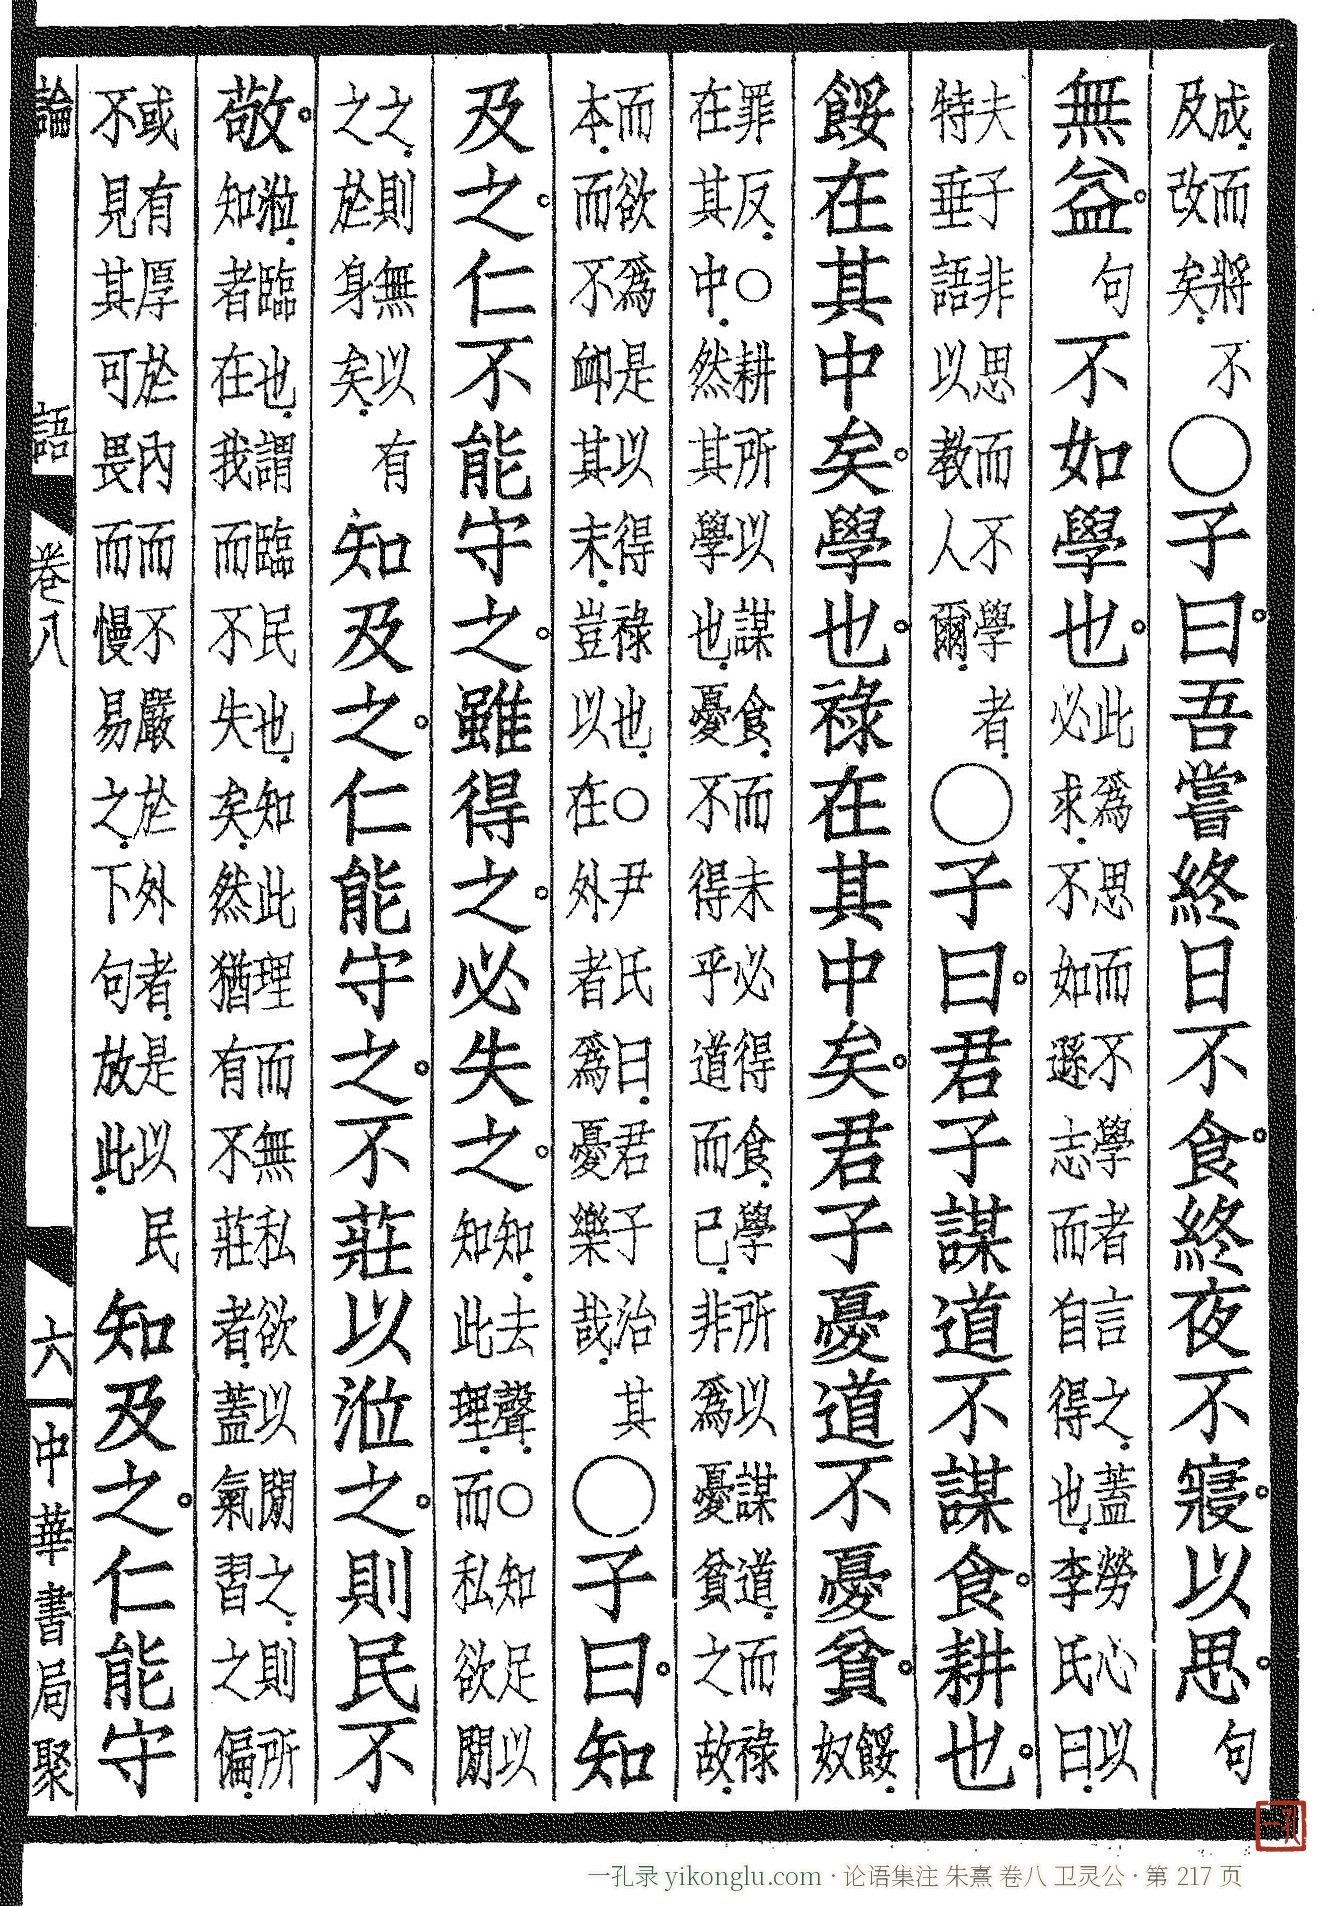 成，而將不
及改矣。
○子曰。吾嘗終日不食。終夜不寢。以思。句
無益。句不如學也。
此爲思而不學者言之。蓋勞心以
必求。不如遜志而自得也。李氏曰。
夫子非思而不學者。
特垂語以教人爾。
○子曰。君子謀道不謀食。耕也。
餒在其中矣。學也。祿在其中矣。君子憂道不憂貧。
餒。
奴
罪反。○耕所以謀食。而未必得食。學所以謀道。而祿
在其中。然其學也。憂不得乎道而已。非爲憂貧之故。
而欲爲是以得祿也。○尹氏曰。君子治其
本。而不卹其末。豈以在外者爲憂樂哉。
○子曰。知
及之。仁不能守之。雖得之。必失之。
知。去聲。○知足以
知此理。而私欲閒
之。則無以有
之於身矣。
知及之。仁能守之。不莊以涖之。則民不
敬。
涖。臨也。謂臨民也。知此理而無私欲以閒之。則所
知者在我而不失矣。然猶有不莊者。蓋氣習之偏。
或有厚於內而不嚴於外者。是以民
不見其可畏而慢易之。下句放此。
知及之。仁能守
論語
卷八
六
中華書局聚
一孔录 yikonglu.com · 论语集注 朱熹 卷八 卫灵公 · 第 217 页